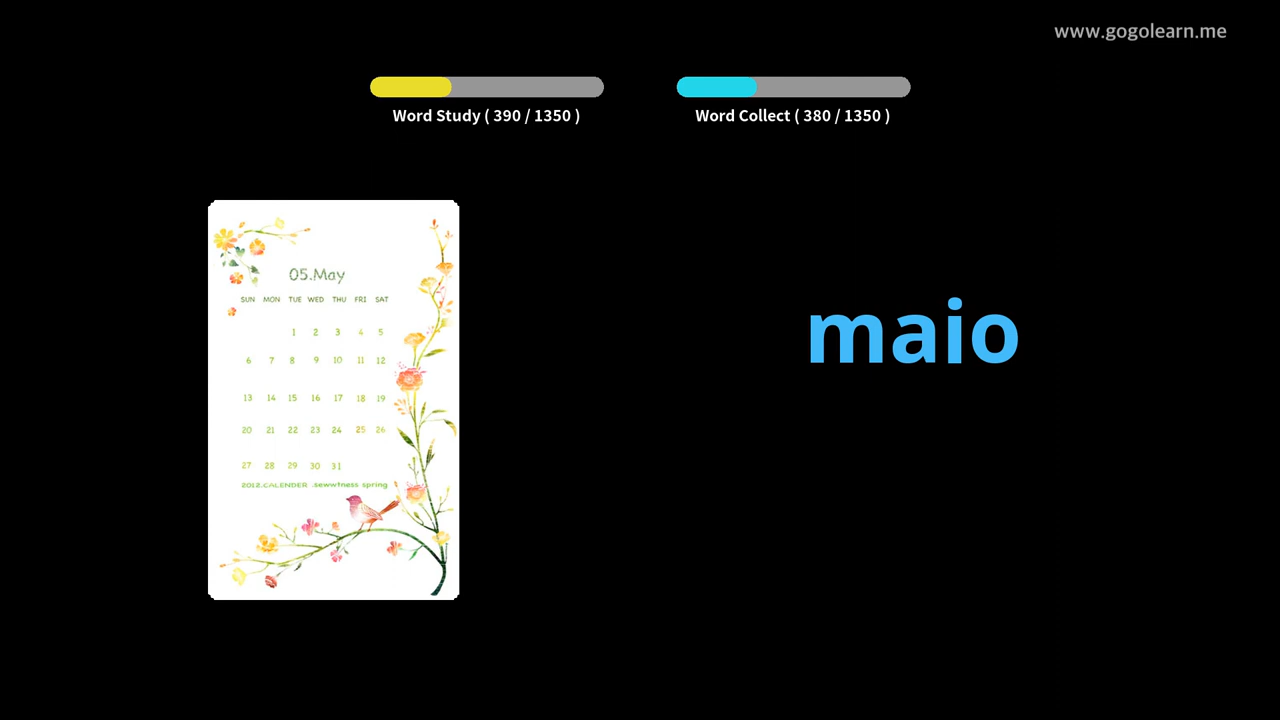 www.gogolearn.me
Word Study ( 390 / 1350 )
Word Collect ( 380 / 1350 )
05.May
SUN MON TUE WED THU FRI SAT
1 2 3 4 5
6 7 8 9 10 11 12
13 14 15 16 17 18 19
20 21 22 23 24 25 26
27 28 29 30 31
2012.CALENDER .sewwtness spring
maio